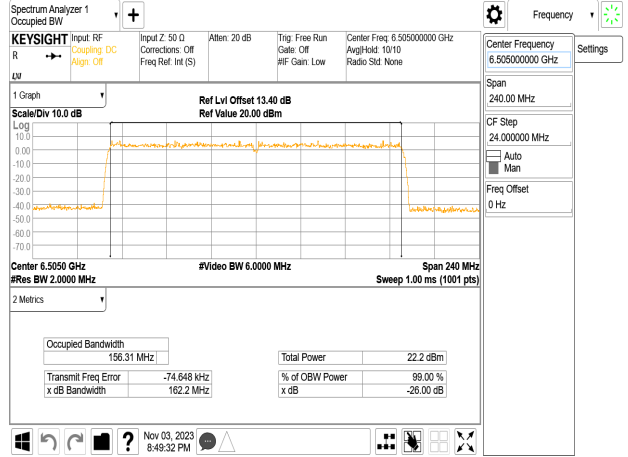 Spectrum Analyzer 1
Occupied BW
KEYSIGHT
R
LXI
Input: RF
Coupling: DC
Align: Off
Input Z: 50 Ω
Corrections: Off
Freq Ref: Int (S)
Atten: 20 dB
Trig: Free Run
Gate: Off
#IF Gain: Low
Center Freq: 6.505000000 GHz
Avg|Hold: 10/10
Radio Std: None
1 Graph
Scale/Div 10.0 dB
Ref Lvl Offset 13.40 dB
Ref Value 20.00 dBm
Log
10.0
0.00
-10.0
-20.0
-30.0
-40.0
-50.0
-60.0
-70.0
Center 6.5050 GHz
#Video BW 6.0000 MHz
Span 240 MHz
#Res BW 2.0000 MHz
Sweep 1.00 ms (1001 pts)
2 Metrics
Occupied Bandwidth
156.31 MHz
Transmit Freq Error -74.648 kHz
x dB Bandwidth 162.2 MHz
Total Power 22.2 dBm
% of OBW Power 99.00 %
x dB -26.00 dB
?
Nov 03, 2023
8:49:32 PM
Frequency
Center Frequency
6.505000000 GHz
Settings
Span
240.00 MHz
CF Step
24.000000 MHz
Auto
Man
Freq Offset
0 Hz